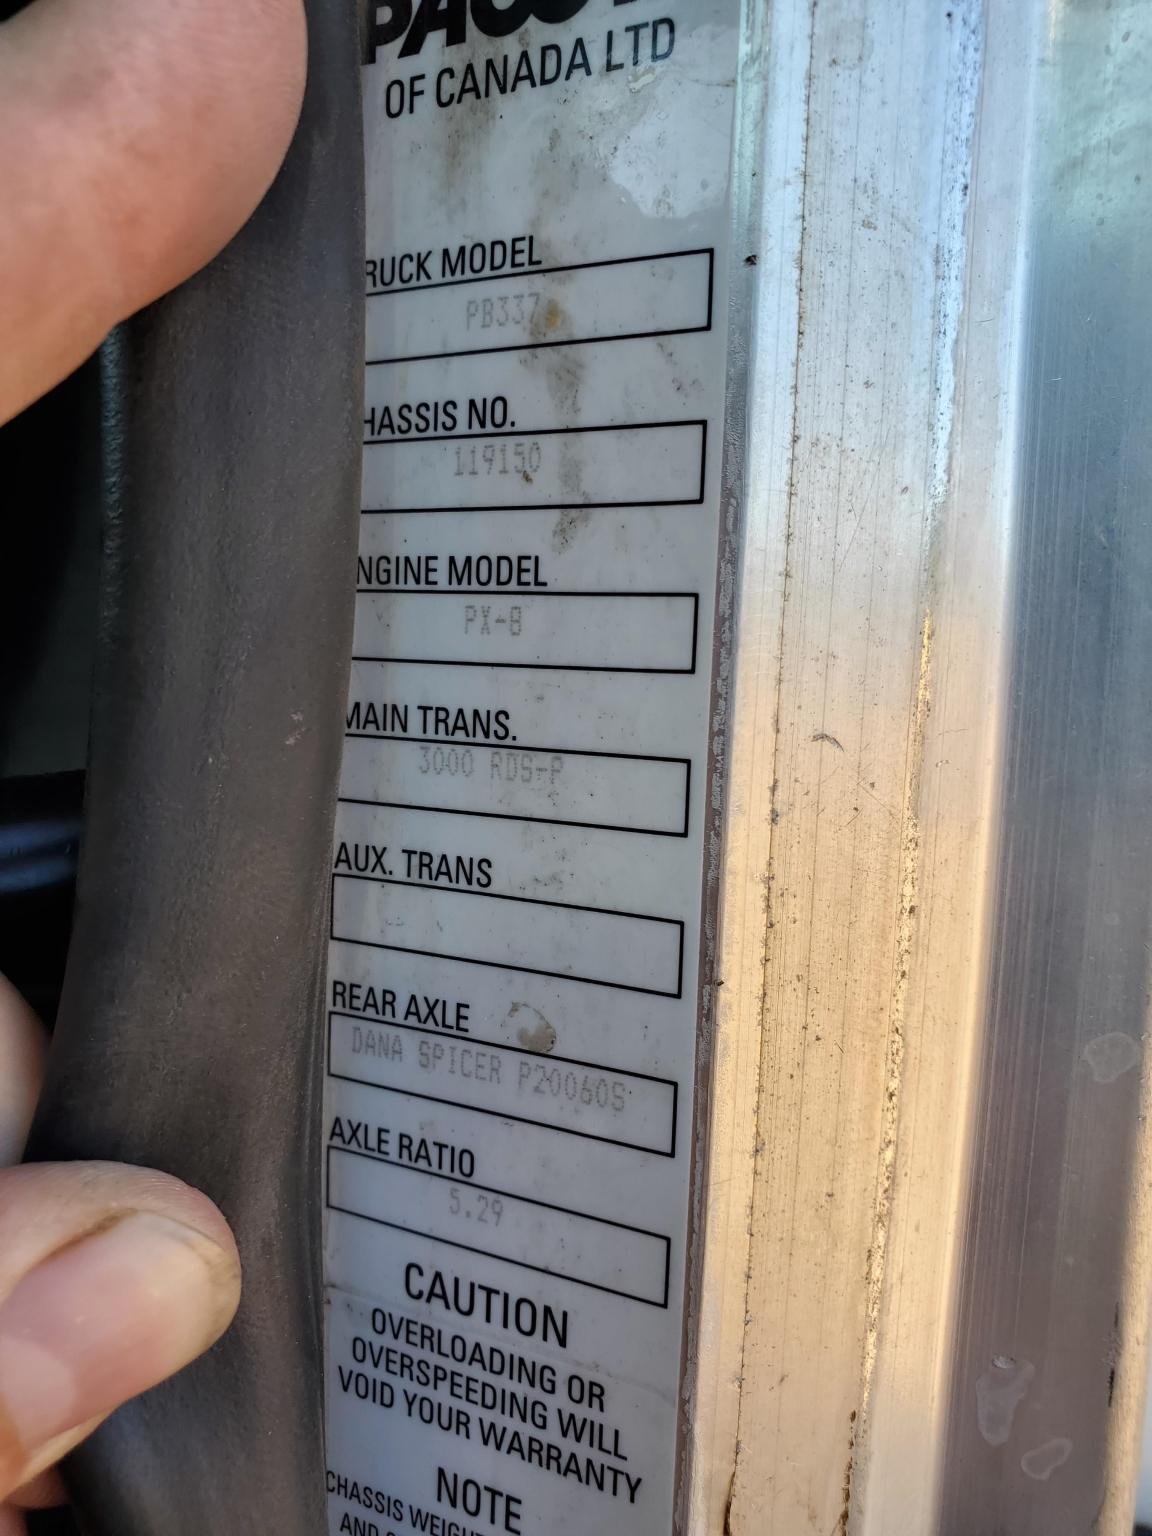 OF CANADA LTD
RUCK MODEL
PB337
HASSIS NO.
119150
NGINE MODEL
PX-8
MAIN TRANS.
3000 RDS-P
AUX. TRANS
REAR AXLE
DANA SPICER P20060S
AXLE RATIO
5.29
CAUTION
OVERLOADING OR
OVERSPEEDING WILL
VOID YOUR WARRANTY
NOTE
CHASSIS